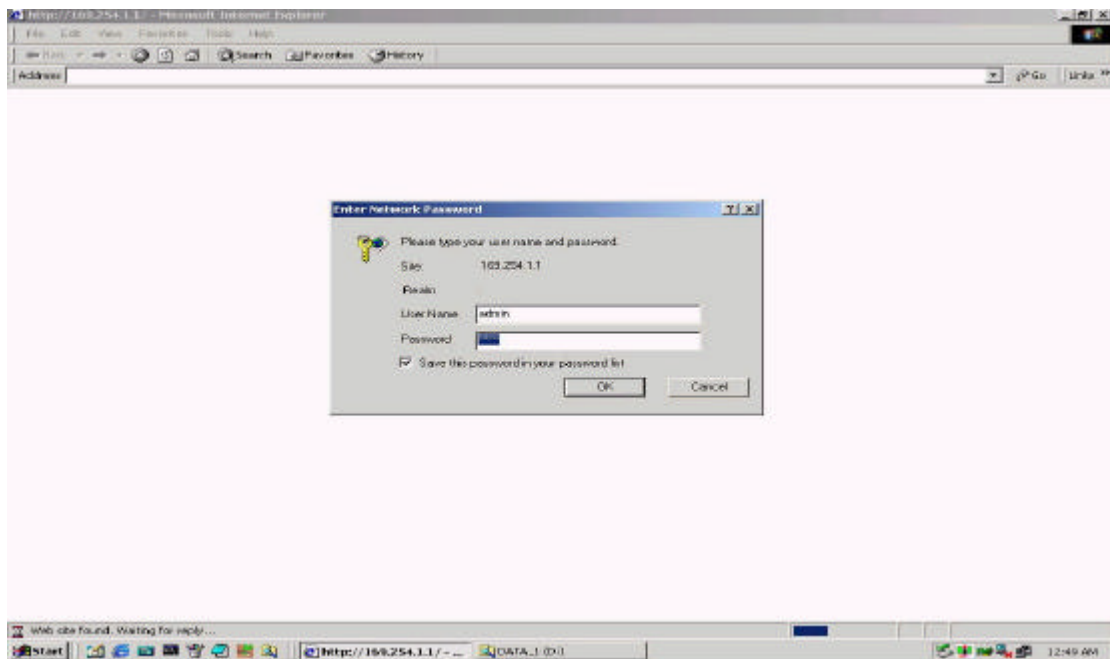 http://169.254.1.1/ - Microsoft Internet Explorer
File Edit View Favorites Tools Help
Back Search Favorites History
Address Go Links »
Enter Network Password
Please type your user name and password.
Site: 169.254.1.1
Realm
User Name admin
Password
Save this password in your password list
OK Cancel
Web site found. Waiting for reply...
Start http://169.254.1.1/ -... DATA_1 (D:) 12:49 AM